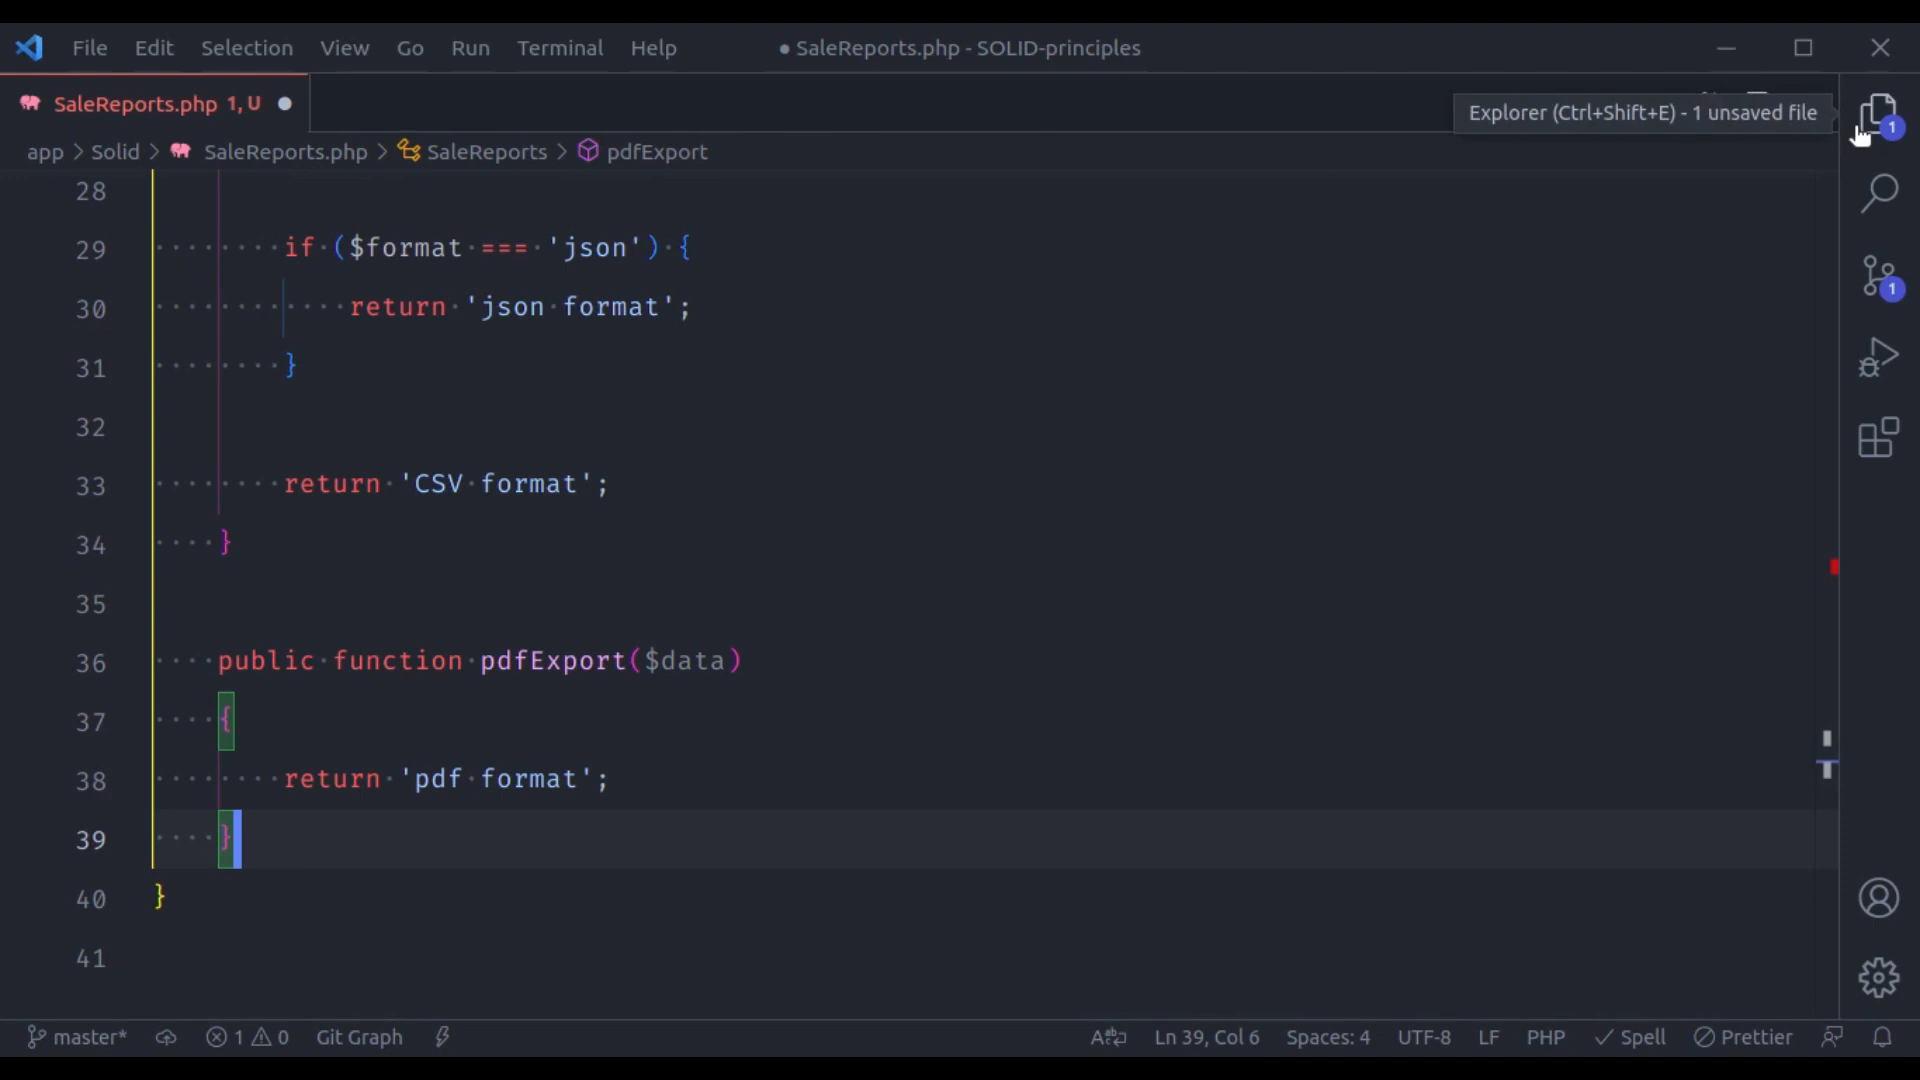 File Edit Selection View Go Run Terminal Help ● SaleReports.php - SOLID-principles
SaleReports.php 1, U ●
Explorer (Ctrl+Shift+E) - 1 unsaved file
1
app > Solid > SaleReports.php > SaleReports > pdfExport
28
29 if ($format === 'json') {
30 return 'json format';
31 }
32
33 return 'CSV format';
34 }
35
36 public function pdfExport($data)
37 {
38 return 'pdf format';
39 }
40 }
41
1
master* 1 0 Git Graph Ln 39, Col 6 Spaces: 4 UTF-8 LF PHP Spell Prettier